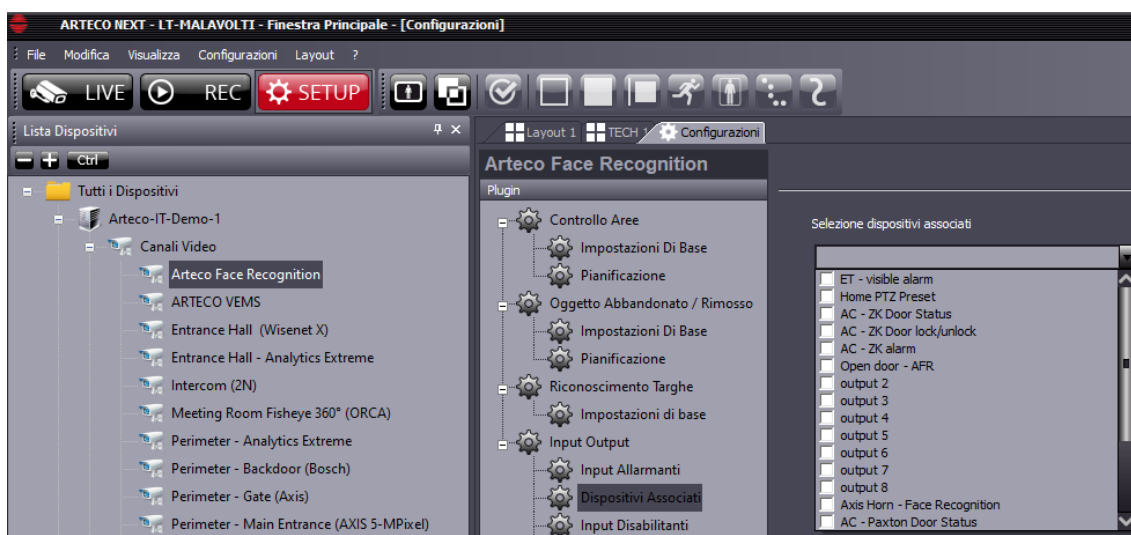 ARTECO NEXT - LT-MALAVOLTI - Finestra Principale - [Configurazioni]
File Modifica Visualizza Configurazioni Layout ?
LIVE REC SETUP
Lista Dispositivi
Layout 1 TECH 1 Configurazioni
Ctrl
Tutti i Dispositivi
Arteco-IT-Demo-1
Canali Video
Arteco Face Recognition
ARTECO VEMS
Entrance Hall (Wisenet X)
Entrance Hall - Analytics Extreme
Intercom (2N)
Meeting Room Fisheye 360° (ORCA)
Perimeter - Analytics Extreme
Perimeter - Backdoor (Bosch)
Perimeter - Gate (Axis)
Perimeter - Main Entrance (AXIS 5-MPixel)
Arteco Face Recognition
Plugin
Controllo Aree
Impostazioni Di Base
Pianificazione
Oggetto Abbandonato / Rimosso
Impostazioni Di Base
Pianificazione
Riconoscimento Targhe
Impostazioni di base
Input Output
Input Allarmanti
Dispositivi Associati
Input Disabilitanti
Selezione dispositivi associati
ET - visible alarm
Home PTZ Preset
AC - ZK Door Status
AC - ZK Door lock/unlock
AC - ZK alarm
Open door - AFR
output 2
output 3
output 4
output 5
output 6
output 7
output 8
Axis Horn - Face Recognition
AC - Paxton Door Status